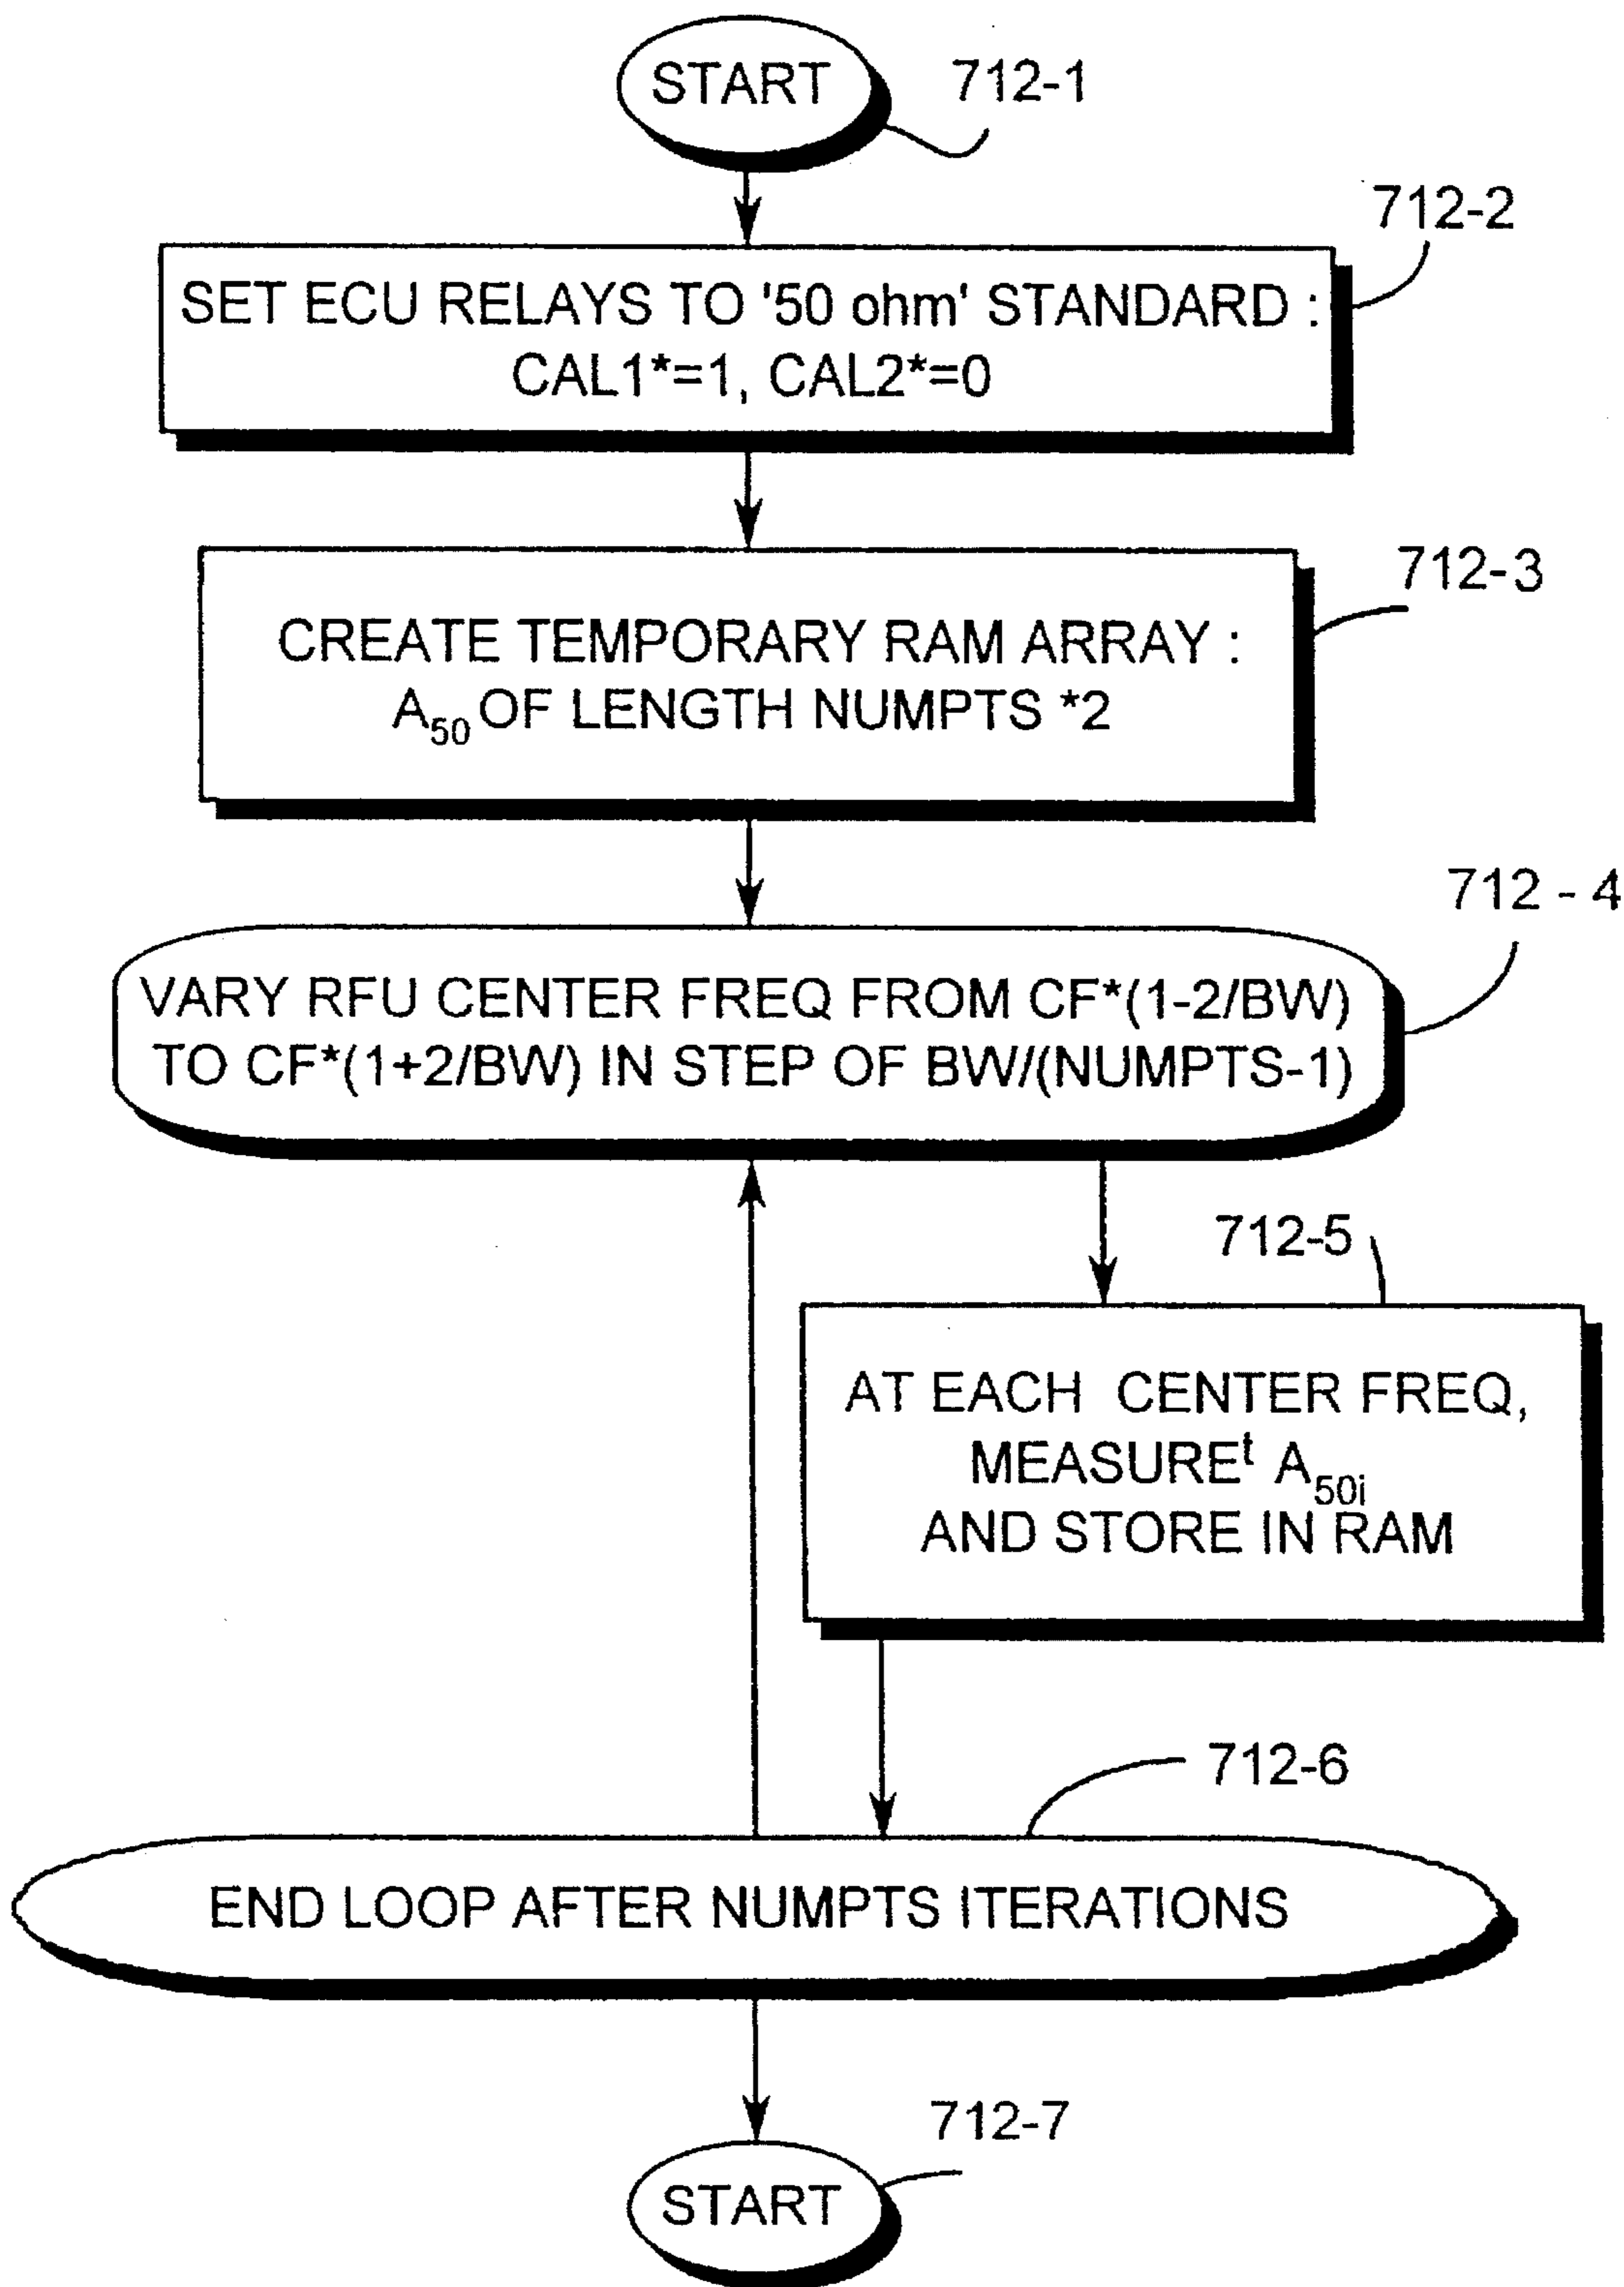 START
712-1
712-2
SET ECU RELAYS TO '50 ohm' STANDARD :
CAL1*=1, CAL2*=0
712-3
CREATE TEMPORARY RAM ARRAY :
A50 OF LENGTH NUMPTS *2
712 - 4
VARY RFU CENTER FREQ FROM CF*(1-2/BW)
TO CF*(1+2/BW) IN STEP OF BW/(NUMPTS-1)
712-5
AT EACH CENTER FREQ,
MEASUREt A50i
AND STORE IN RAM
712-6
END LOOP AFTER NUMPTS ITERATIONS
712-7
START